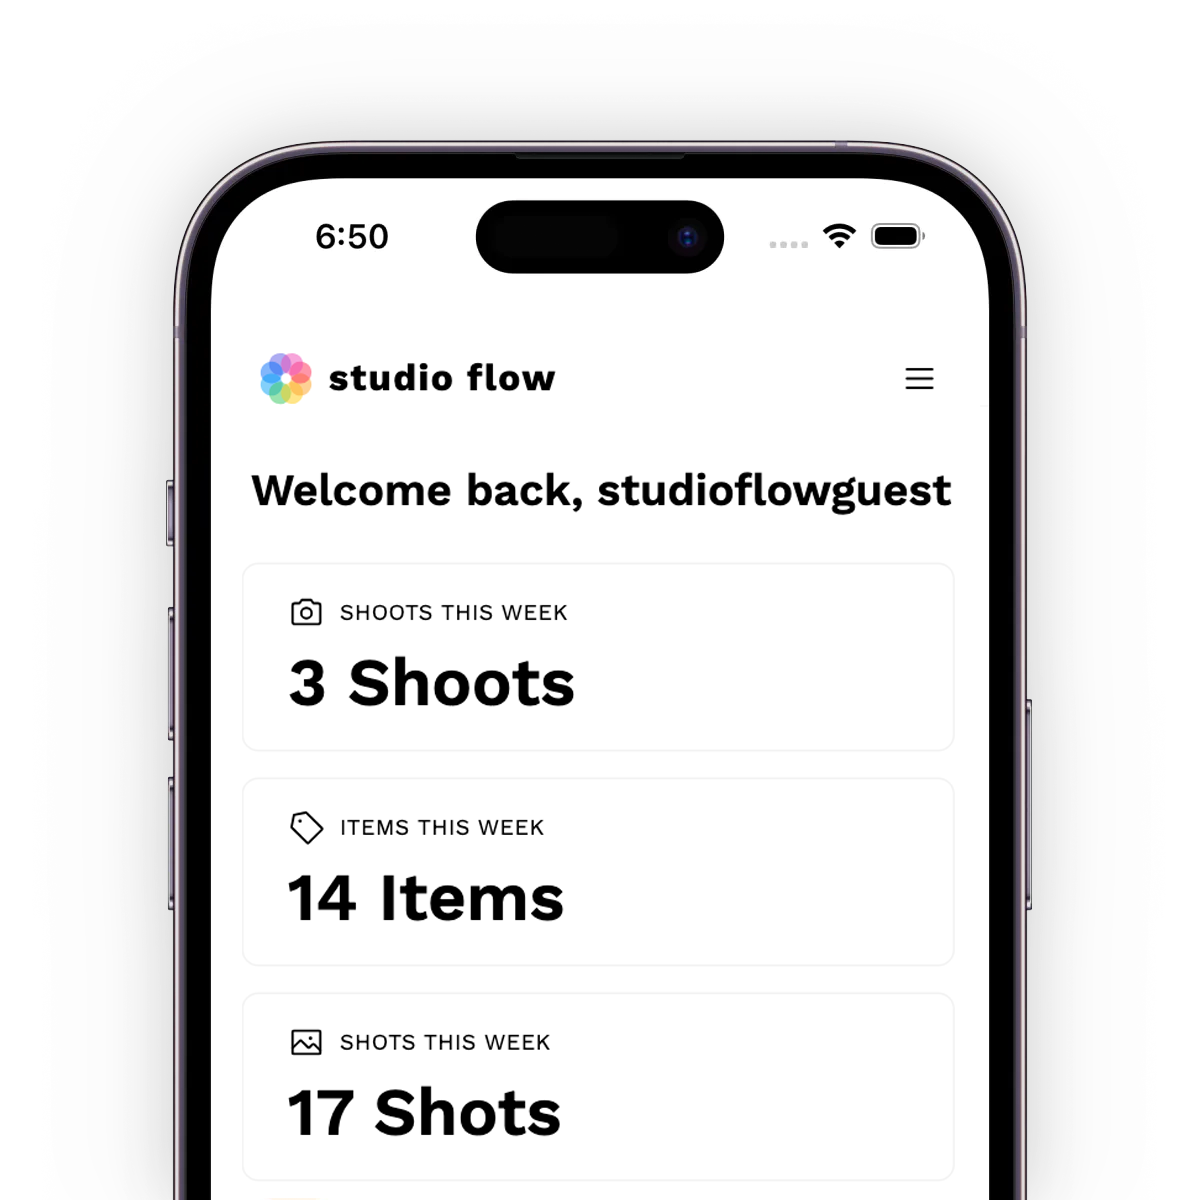 6:50
studio flow
Welcome back, studioflowguest
SHOOTS THIS WEEK
3 Shoots
ITEMS THIS WEEK
14 Items
SHOTS THIS WEEK
17 Shots